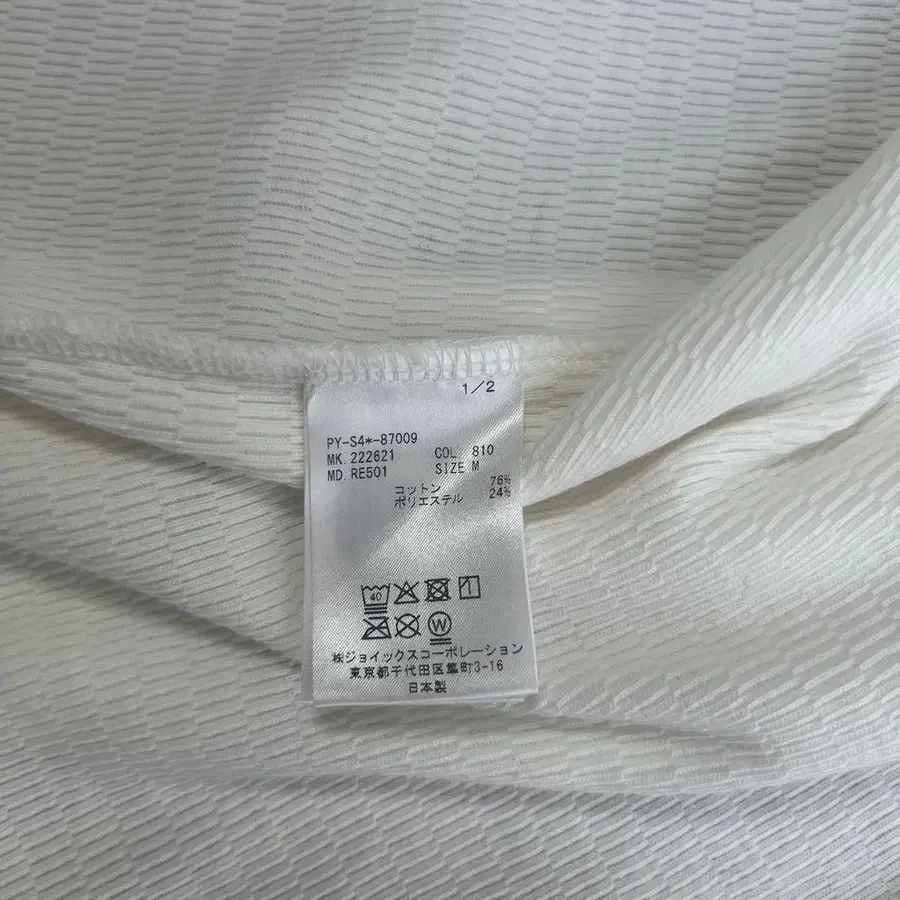 1/2
PY-S4*-87009
MK. 222621 COL 810
MD. RE501 SIZE M
コットン 76%
ポリエステル 24%
40
W
㈱ジョイックスコーポレーション
東京都千代田区隼町3-16
日本製